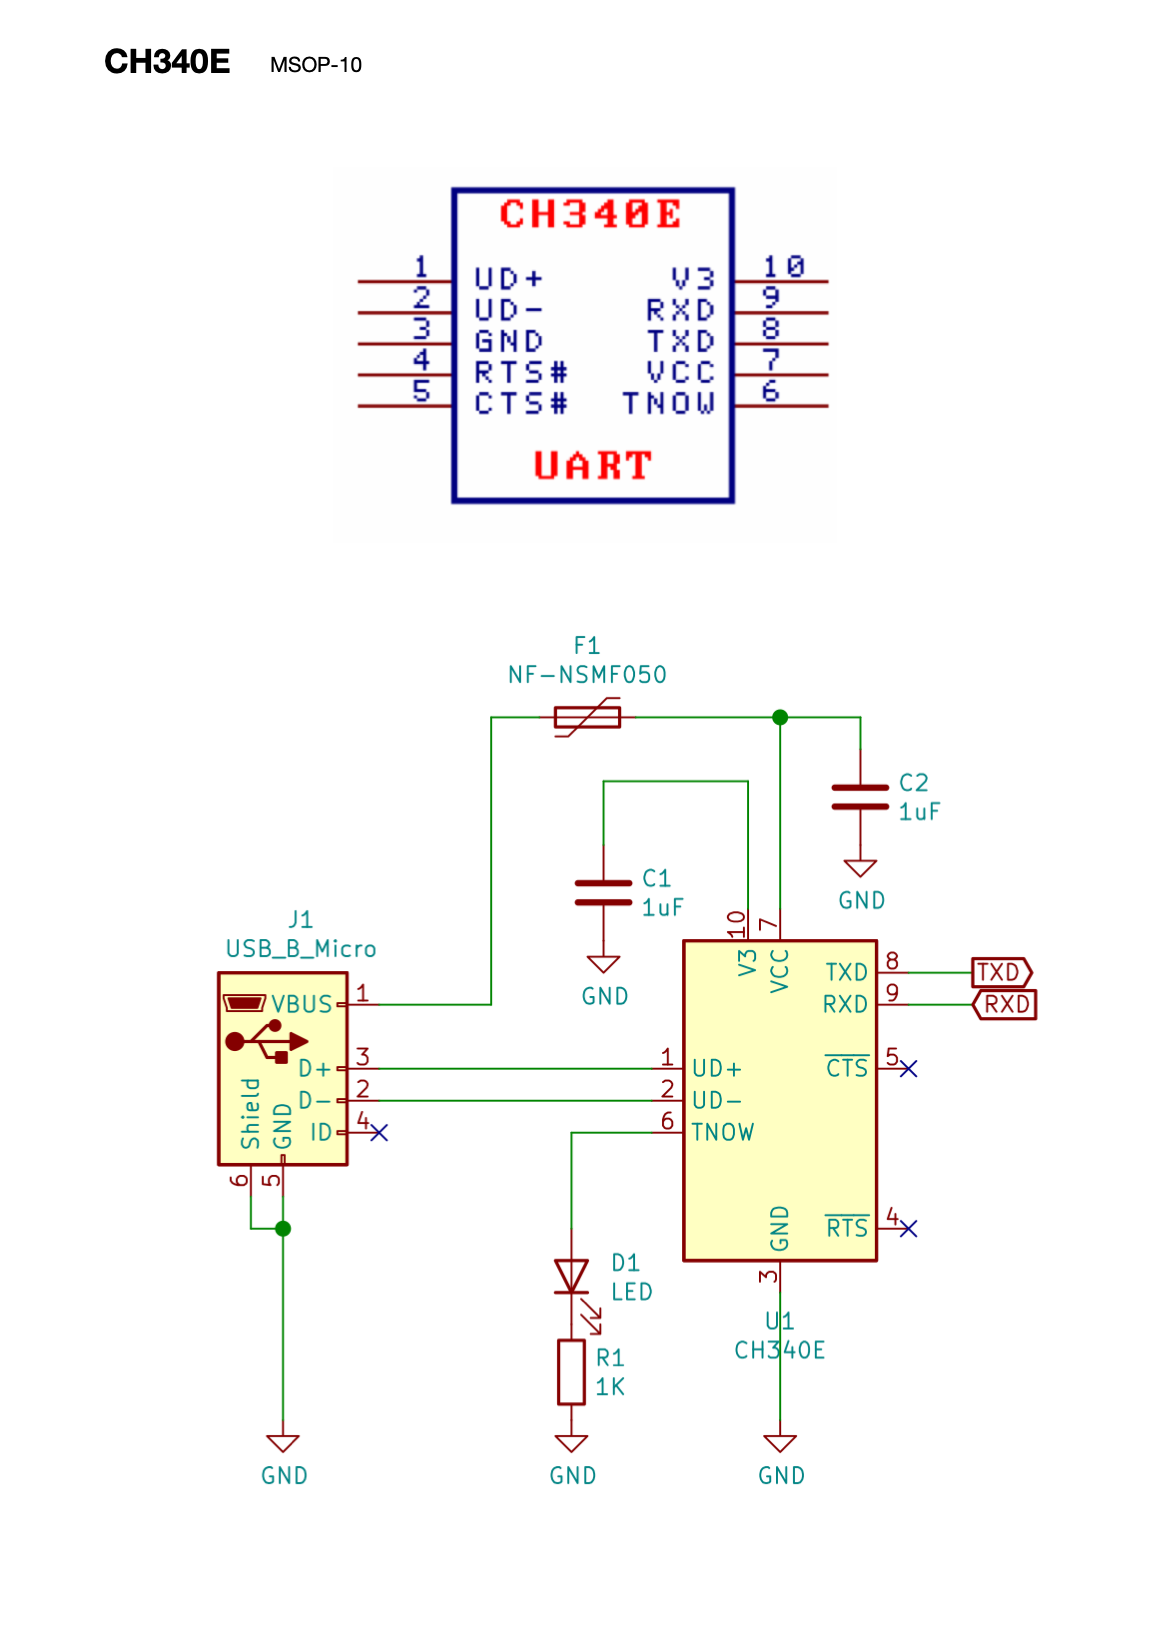 CH340E MSOP-10
CH340E
1 UD+ V3 10
2 UD- RXD 9
3 GND TXD 8
4 RTS# VCC 7
5 CTS# TNOW 6
UART
F1
NF-NSMF050
C2
1uF
GND
C1
1uF
GND
J1
USB_B_Micro
VBUS 1
D+ 3
D- 2
ID 4
Shield 6
GND 5
GND
10 V3
7 VCC
TXD 8 TXD
RXD 9 RXD
1 UD+
2 UD-
6 TNOW
CTS 5
RTS 4
GND 3
U1
CH340E
D1
LED
R1
1K
GND
GND